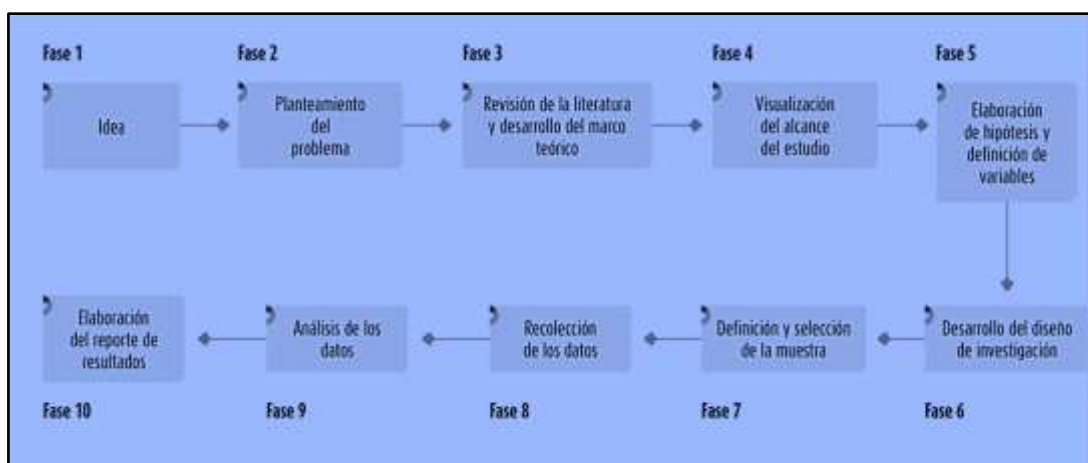 Fase 1
Idea
Fase 2
Planteamiento
del
problema
Fase 3
Revisión de la literatura
y desarrollo del marco
teórico
Fase 4
Visualización
del alcance
del estudio
Fase 5
Elaboración
de hipótesis y
definición de
variables
Desarrollo del diseño
de investigación
Fase 6
Definición y selección
de la muestra
Fase 7
Recolección
de los datos
Fase 8
Análisis de los
datos
Fase 9
Elaboración
del reporte de
resultados
Fase 10